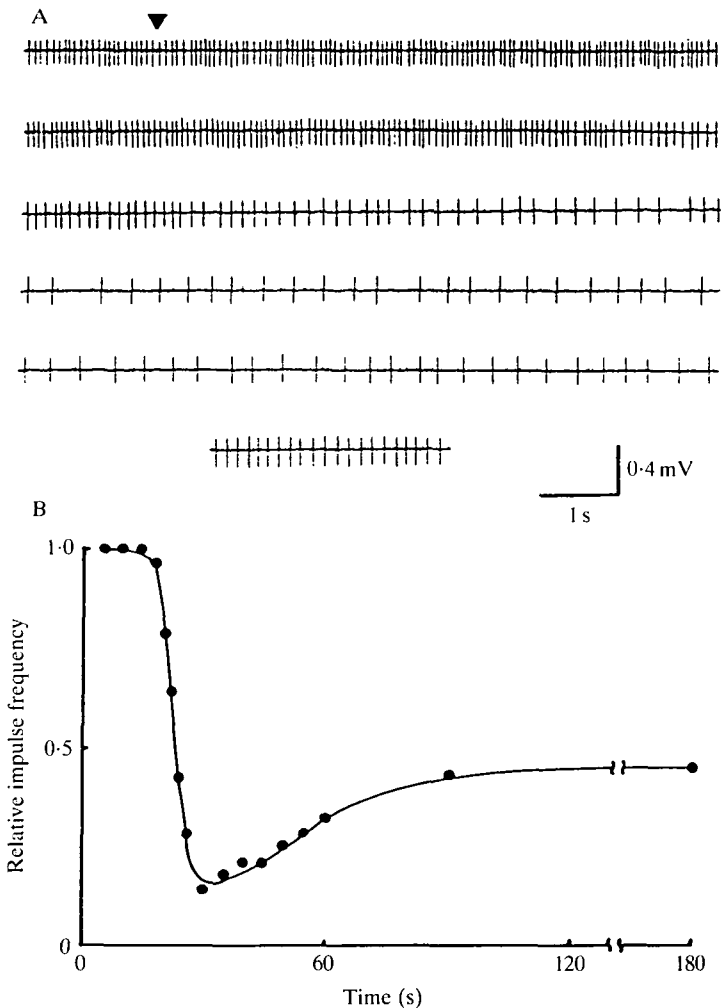 A
0·4 mV
1 s
B
1·0
0·5
0
Relative impulse frequency
0 60 120 180
Time (s)